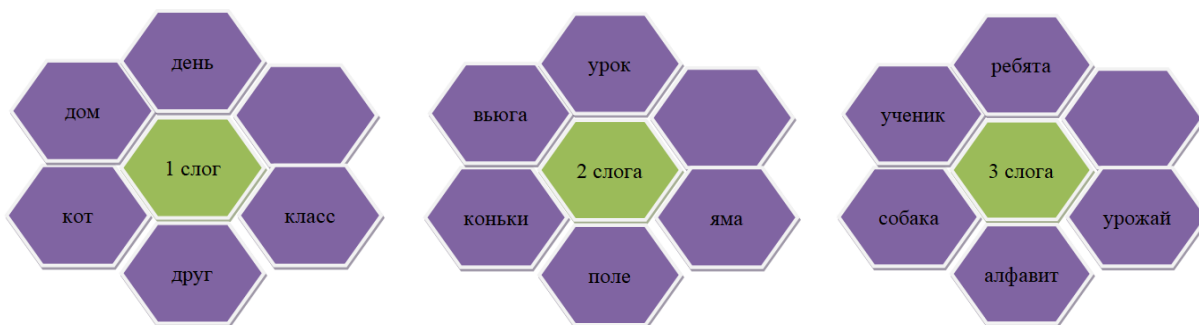 день
дом
1 слог
кот
класс
друг
урок
вьюга
2 слога
коньки
яма
поле
ребята
ученик
3 слога
собака
урожай
алфавит